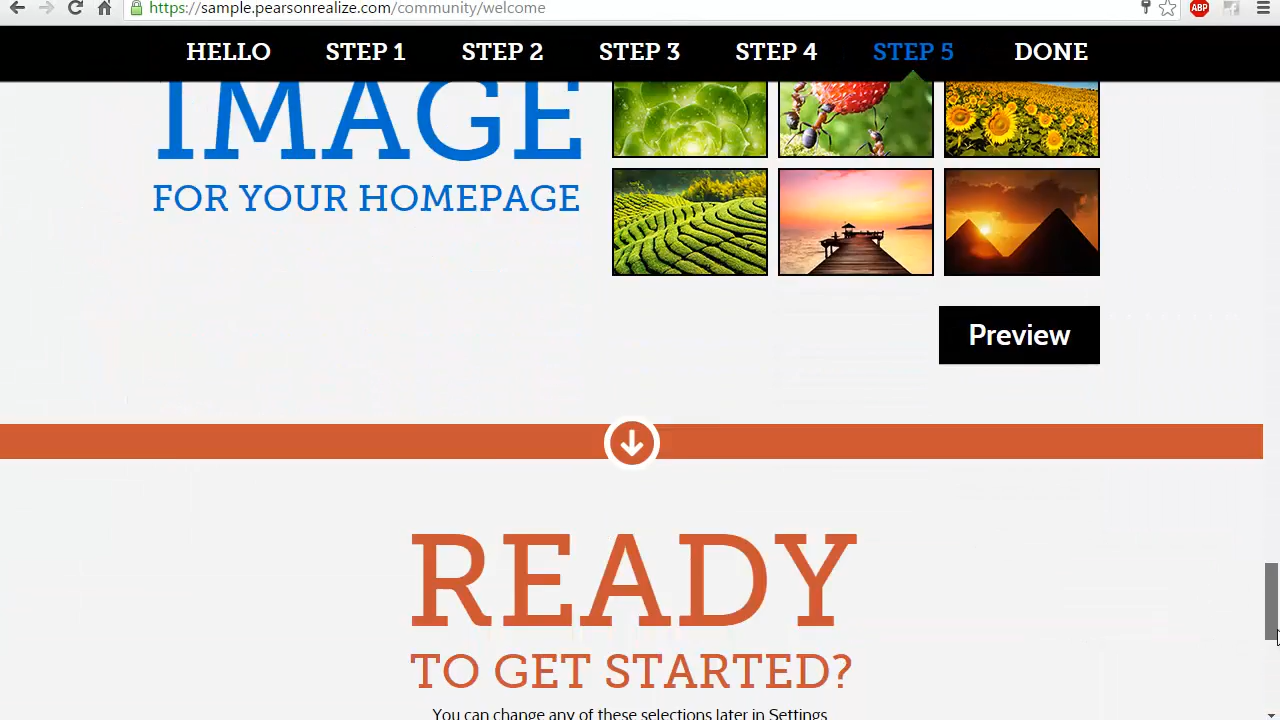 https://sample.pearsonrealize.com/community/welcome
ABP
HELLO STEP 1 STEP 2 STEP 3 STEP 4 STEP 5 DONE
IMAGE
FOR YOUR HOMEPAGE
Preview
READY
TO GET STARTED?
You can change any of these selections later in Settings